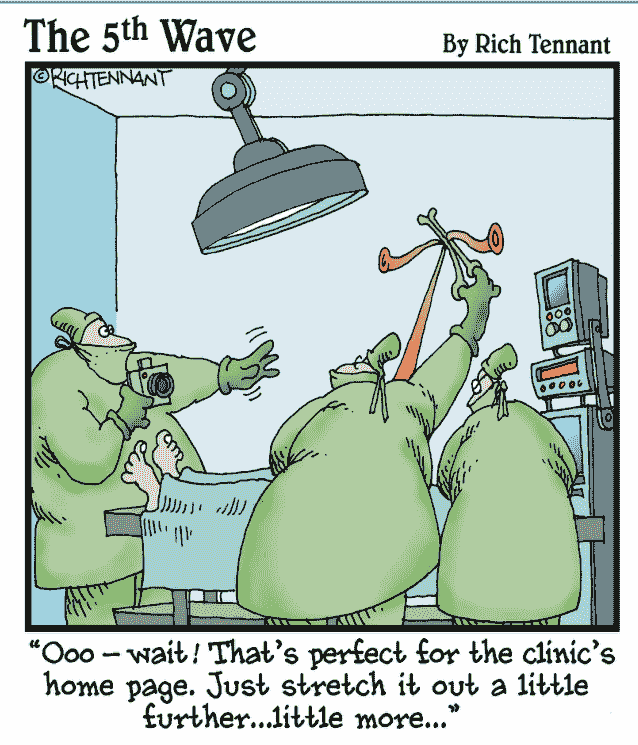 The 5th Wave
By Rich Tennant
©RICHTENNANT
"Ooo – wait! That's perfect for the clinic's
home page. Just stretch it out a little
further...little more..."